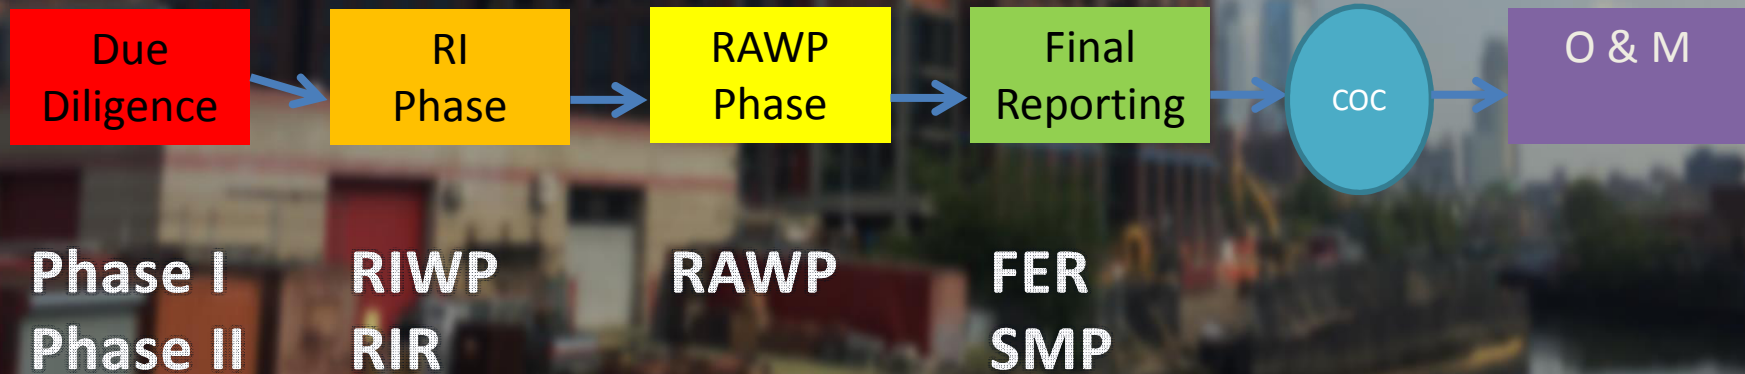 Due
Diligence
RI
Phase
RAWP
Phase
Final
Reporting
COC
O & M
Phase I
Phase II
RIWP
RIR
RAWP
FER
SMP